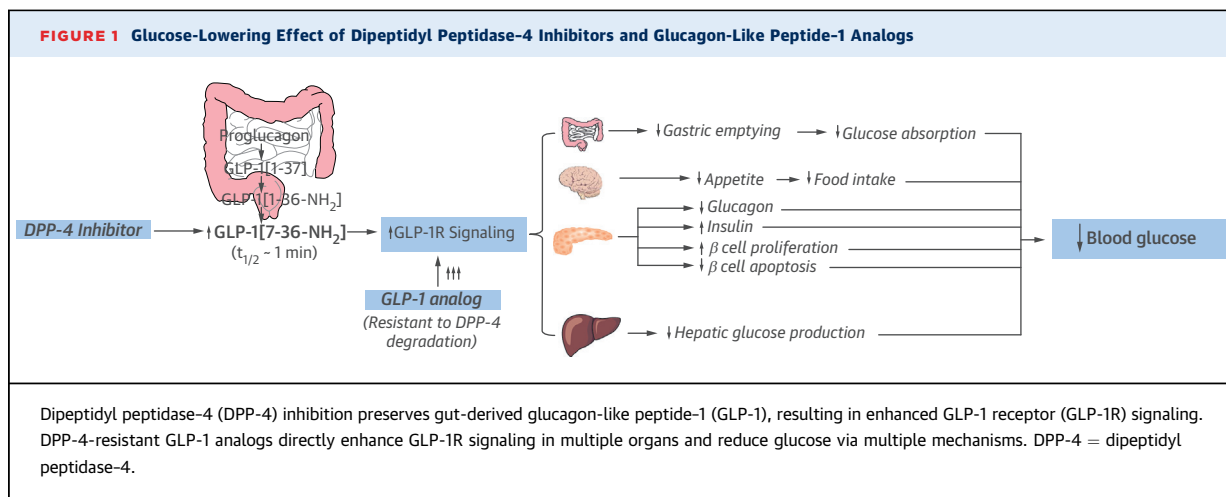 FIGURE 1 Glucose-Lowering Effect of Dipeptidyl Peptidase-4 Inhibitors and Glucagon-Like Peptide-1 Analogs
Proglucagon
GLP-1[1-37]
GLP-1[1-36-NH₂]
DPP-4 Inhibitor
↑GLP-1[7-36-NH₂]
(t₁/₂ ~ 1 min)
↑GLP-1R Signaling
↑↑↑
GLP-1 analog
(Resistant to DPP-4
degradation)
↓Gastric emptying
↓Glucose absorption
↓Appetite
↓Food intake
↓Glucagon
↑Insulin
↑β cell proliferation
↓β cell apoptosis
↓Hepatic glucose production
↓Blood glucose
Dipeptidyl peptidase-4 (DPP-4) inhibition preserves gut-derived glucagon-like peptide-1 (GLP-1), resulting in enhanced GLP-1 receptor (GLP-1R) signaling.
DPP-4-resistant GLP-1 analogs directly enhance GLP-1R signaling in multiple organs and reduce glucose via multiple mechanisms. DPP-4 = dipeptidyl
peptidase-4.